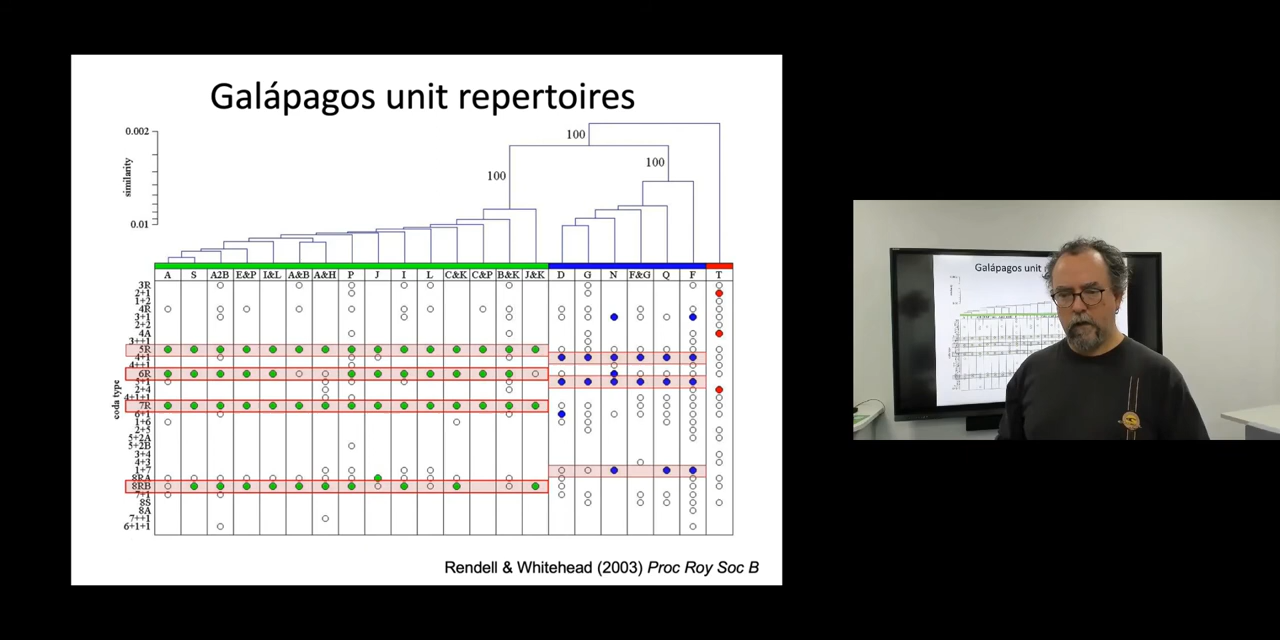 Galápagos unit repertoires
0.002
100
100
100
similarity
0.01
A S A2B E&P I&L A&B A&H P J I L C&K C&P B&K J&K D G N F&G Q F T
3R
2+1
1+2
4R
3+1
2+2
4A
3++1
5R
4+1
4++1
6R
5+1
2+4
4+1+1
7R
6+1
1+6
2+5
5+2A
5+2B
3+4
4+3
1+7
8RA
8RB
7+1
8S
8A
7++1
6+1+1
coda type
Rendell & Whitehead (2003) Proc Roy Soc B
Galápagos unit